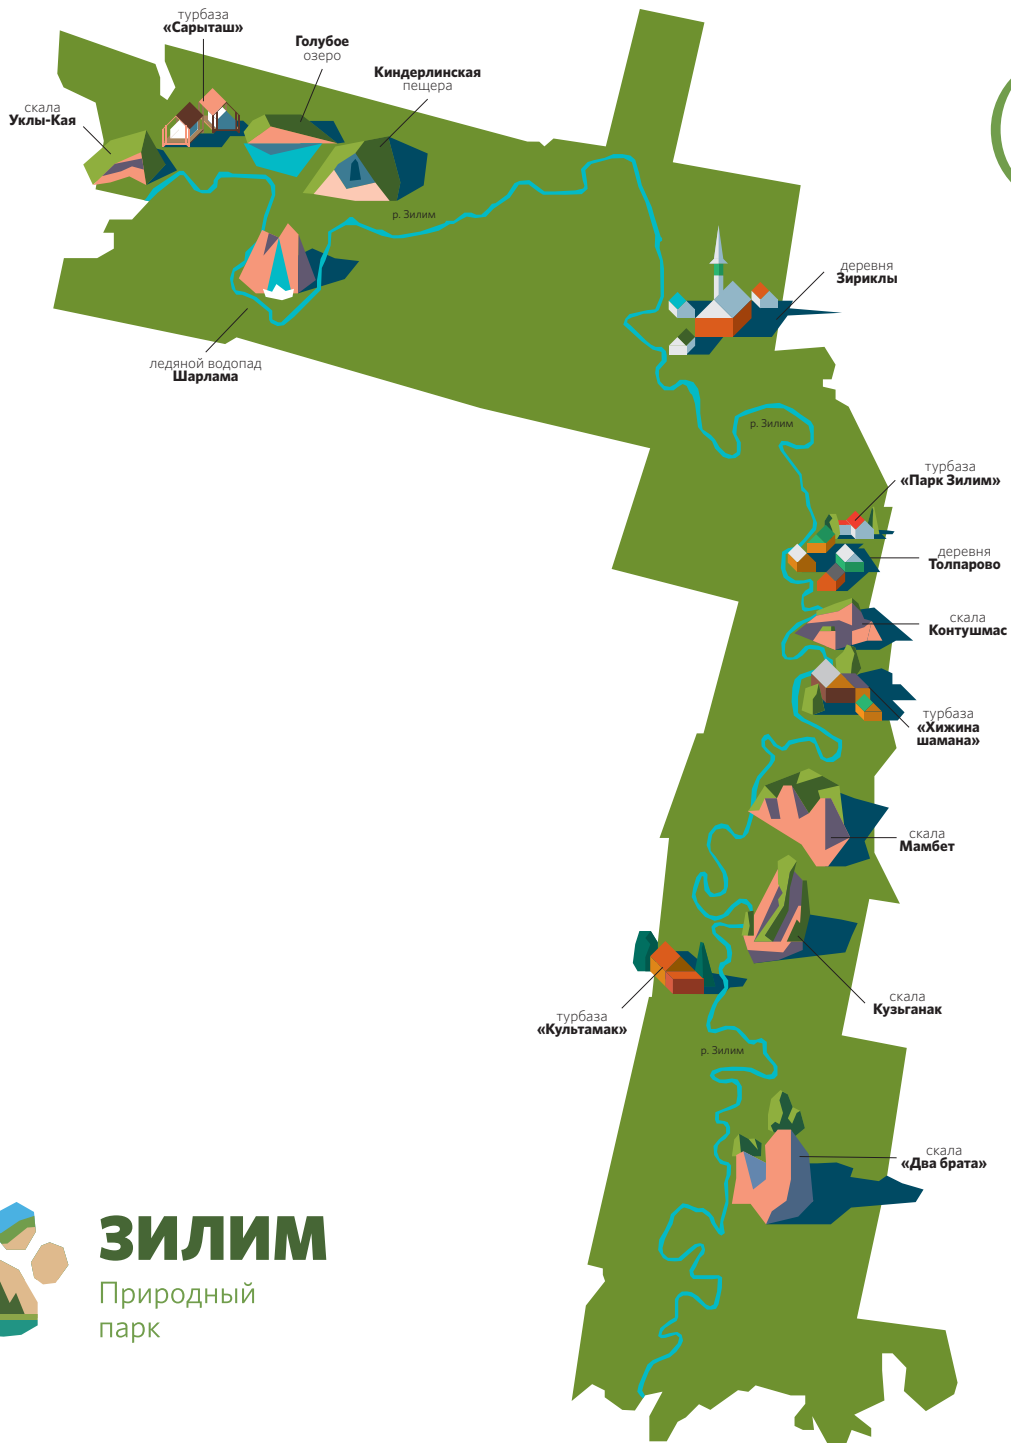 турбаза
«Сарыташ»
Голубое
озеро
Киндерлинская
пещера
скала
Уклы-Кая
р. Зилим
деревня
Зириклы
ледяной водопад
Шарлама
р. Зилим
турбаза
«Парк Зилим»
деревня
Толпарово
скала
Контушмас
турбаза
«Хижина
шамана»
скала
Мамбет
скала
Кузьганак
турбаза
«Культамак»
р. Зилим
скала
«Два брата»
ЗИЛИМ
Природный
парк